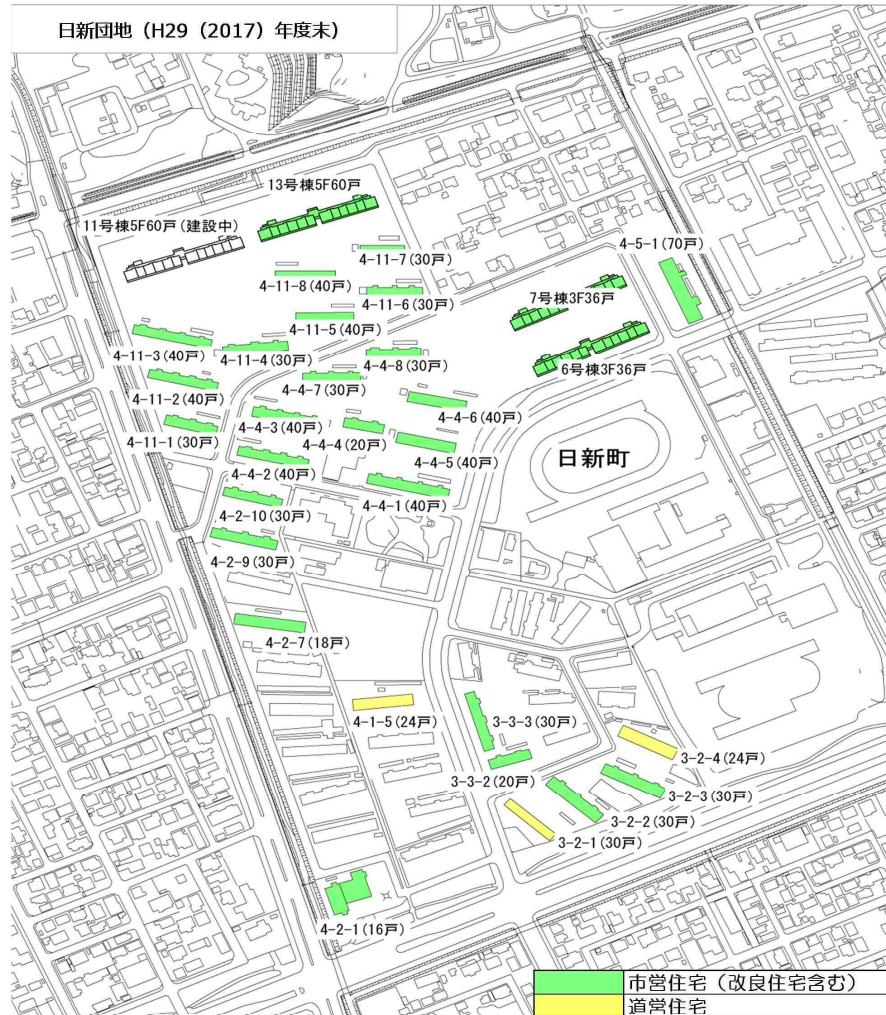 日新団地（H29（2017）年度末）
13号棟5F60戸
11号棟5F60戸(建設中)
4-11-7(30戸)
4-5-1(70戸)
4-11-8(40戸)
4-11-6(30戸)
7号棟3F36戸
4-11-5(40戸)
4-11-3(40戸)
4-11-4(30戸)
4-4-8(30戸)
6号棟3F36戸
4-4-7(30戸)
4-11-2(40戸)
4-4-6(40戸)
4-4-3(40戸)
4-11-1(30戸)
4-4-4(20戸)
4-4-5(40戸)
日新町
4-4-2(40戸)
4-4-1(40戸)
4-2-10(30戸)
4-2-9(30戸)
4-2-7(18戸)
4-1-5(24戸)
3-3-3(30戸)
3-2-4(24戸)
3-3-2(20戸)
3-2-3(30戸)
3-2-2(30戸)
3-2-1(30戸)
4-2-1(16戸)
市営住宅（改良住宅含む）
道営住宅